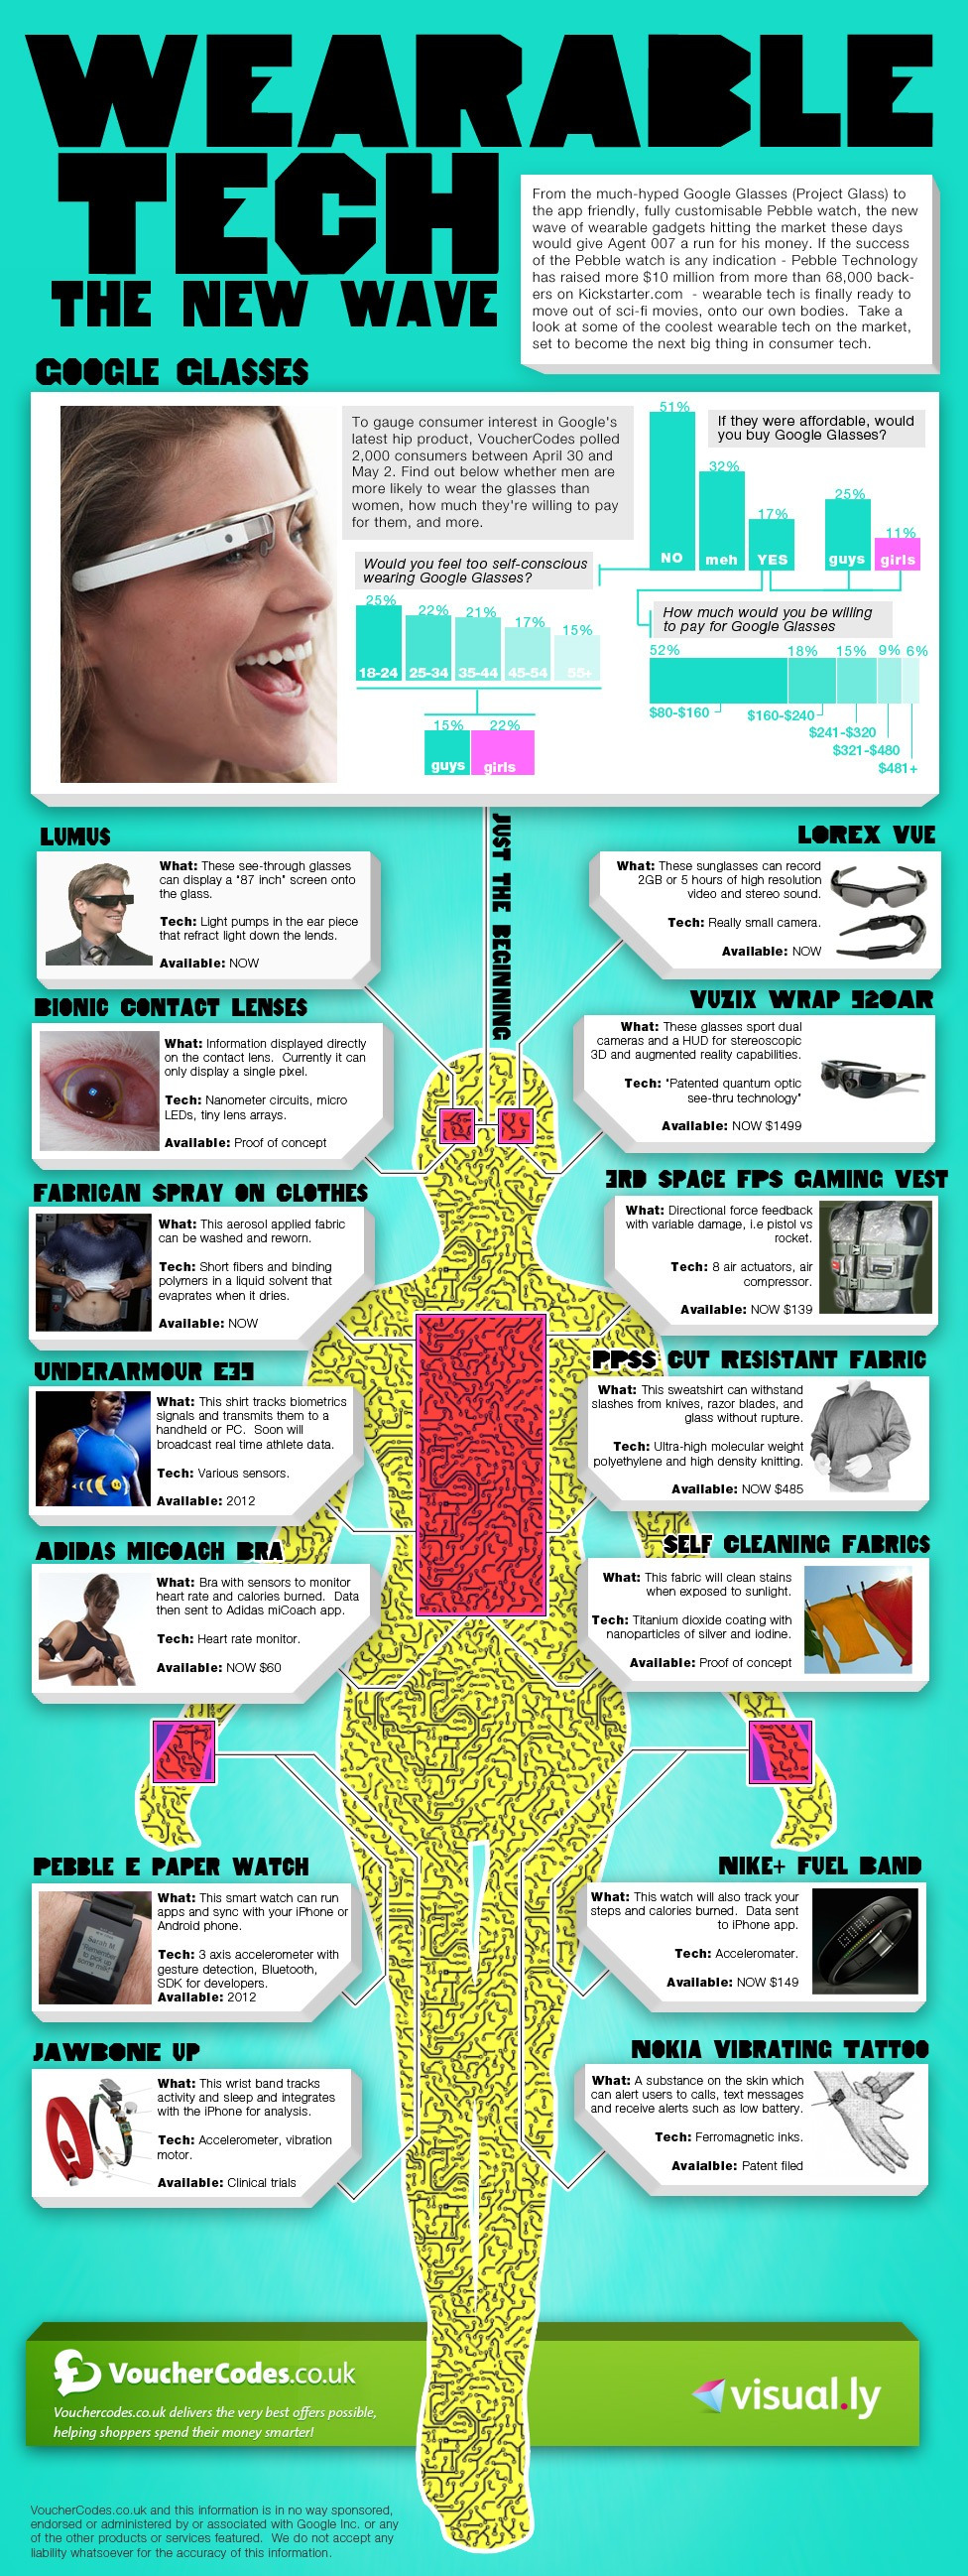 WEARABLE
TECH
THE NEW WAVE
From the much-hyped Google Glasses (Project Glass) to
the app friendly, fully customisable Pebble watch, the new
wave of wearable gadgets hitting the market these days
would give Agent 007 a run for his money. If the success
of the Pebble watch is any indication - Pebble Technology
has raised more $10 million from more than 68,000 back-
ers on Kickstarter.com - wearable tech is finally ready to
move out of sci-fi movies, onto our own bodies. Take a
look at some of the coolest wearable tech on the market,
set to become the next big thing in consumer tech.
GOOGLE GLASSES
To gauge consumer interest in Google's
latest hip product, VoucherCodes polled
2,000 consumers between April 30 and
May 2. Find out below whether men are
more likely to wear the glasses than
women, how much they're willing to pay
for them, and more.
If they were affordable, would
you buy Google Glasses?
51%
32%
17%
25%
11%
NO
meh
YES
guys
girls
Would you feel too self-conscious
wearing Google Glasses?
25%
22%
21%
17%
15%
18-24
25-34
35-44
45-54
55+
15%
22%
guys
girls
How much would you be willing
to pay for Google Glasses
52%
18%
15%
9%
6%
$80-$160
$160-$240
$241-$320
$321-$480
$481+
JUST THE BEGINNING
LUMUS
What: These see-through glasses
can display a "87 inch" screen onto
the glass.
Tech: Light pumps in the ear piece
that refract light down the lends.
Available: NOW
LOREX VUE
What: These sunglasses can record
2GB or 5 hours of high resolution
video and stereo sound.
Tech: Really small camera.
Available: NOW
BIONIC CONTACT LENSES
What: Information displayed directly
on the contact lens. Currently it can
only display a single pixel.
Tech: Nanometer circuits, micro
LEDs, tiny lens arrays.
Available: Proof of concept
VUZIX WRAP 920AR
What: These glasses sport dual
cameras and a HUD for stereoscopic
3D and augmented reality capabilities.
Tech: "Patented quantum optic
see-thru technology"
Available: NOW $1499
FABRICAN SPRAY ON CLOTHES
What: This aerosol applied fabric
can be washed and reworn.
Tech: Short fibers and binding
polymers in a liquid solvent that
evaprates when it dries.
Available: NOW
3RD SPACE FPS GAMING VEST
What: Directional force feedback
with variable damage, i.e pistol vs
rocket.
Tech: 8 air actuators, air
compressor.
Available: NOW $139
UNDERARMOUR E39
What: This shirt tracks biometrics
signals and transmits them to a
handheld or PC. Soon will
broadcast real time athlete data.
Tech: Various sensors.
Available: 2012
PPSS CUT RESISTANT FABRIC
What: This sweatshirt can withstand
slashes from knives, razor blades, and
glass without rupture.
Tech: Ultra-high molecular weight
polyethylene and high density knitting.
Available: NOW $485
ADIDAS MICOACH BRA
What: Bra with sensors to monitor
heart rate and calories burned. Data
then sent to Adidas miCoach app.
Tech: Heart rate monitor.
Available: NOW $60
SELF CLEANING FABRICS
What: This fabric will clean stains
when exposed to sunlight.
Tech: Titanium dioxide coating with
nanoparticles of silver and iodine.
Available: Proof of concept
PEBBLE E PAPER WATCH
Sarah M
Remember
to pick up
some milk!
What: This smart watch can run
apps and sync with your iPhone or
Android phone.
Tech: 3 axis accelerometer with
gesture detection, Bluetooth,
SDK for developers.
Available: 2012
NIKE+ FUEL BAND
What: This watch will also track your
steps and calories burned. Data sent
to iPhone app.
Tech: Acceleromater.
Available: NOW $149
GOAL
JAWBONE UP
What: This wrist band tracks
activity and sleep and integrates
with the iPhone for analysis.
Tech: Accelerometer, vibration
motor.
Available: Clinical trials
NOKIA VIBRATING TATTOO
What: A substance on the skin which
can alert users to calls, text messages
and receive alerts such as low battery.
Tech: Ferromagnetic inks.
Avaialble: Patent filed
VoucherCodes.co.uk
Vouchercodes.co.uk delivers the very best offers possible,
helping shoppers spend their money smarter!
visual.ly
VoucherCodes.co.uk and this information is in no way sponsored,
endorsed or administered by or associated with Google Inc. or any
of the other products or services featured. We do not accept any
liability whatsoever for the accuracy of this information.